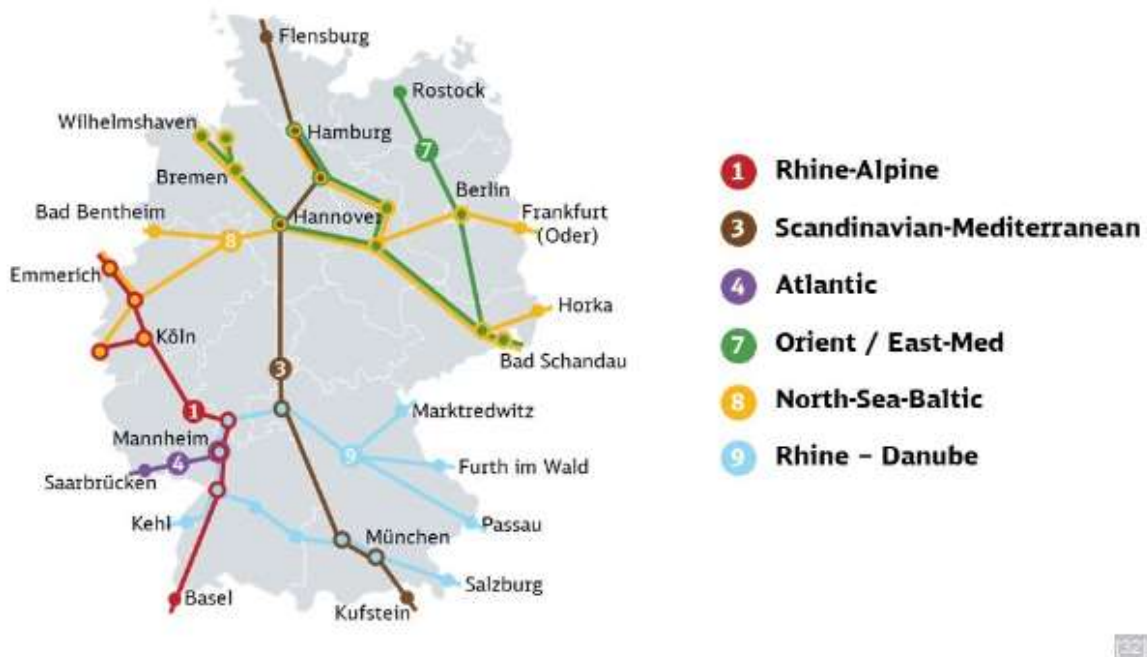 Flensburg
Rostock
Wilhelmshaven
Hamburg
7
Bremen
Berlin
Bad Bentheim
Hannover
Frankfurt
(Oder)
8
Emmerich
Horka
Köln
Bad Schandau
3
1
Marktredwitz
Mannheim
9
4
Furth im Wald
Saarbrücken
Kehl
Passau
München
Salzburg
Basel
Kufstein
1 Rhine-Alpine
3 Scandinavian-Mediterranean
4 Atlantic
7 Orient / East-Med
8 North-Sea-Baltic
9 Rhine – Danube
[32]